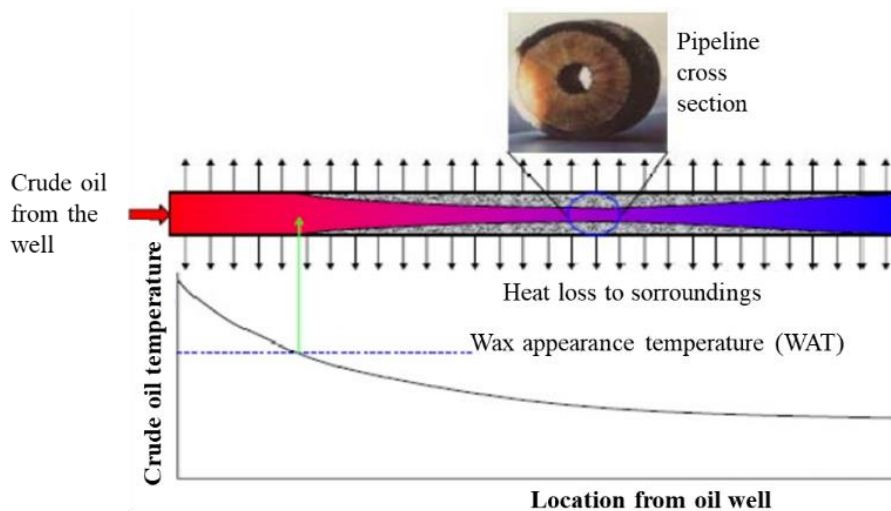 Pipeline
cross
section
Crude oil
from the
well
Heat loss to sorroundings
Wax appearance temperature (WAT)
Crude oil temperature
Location from oil well